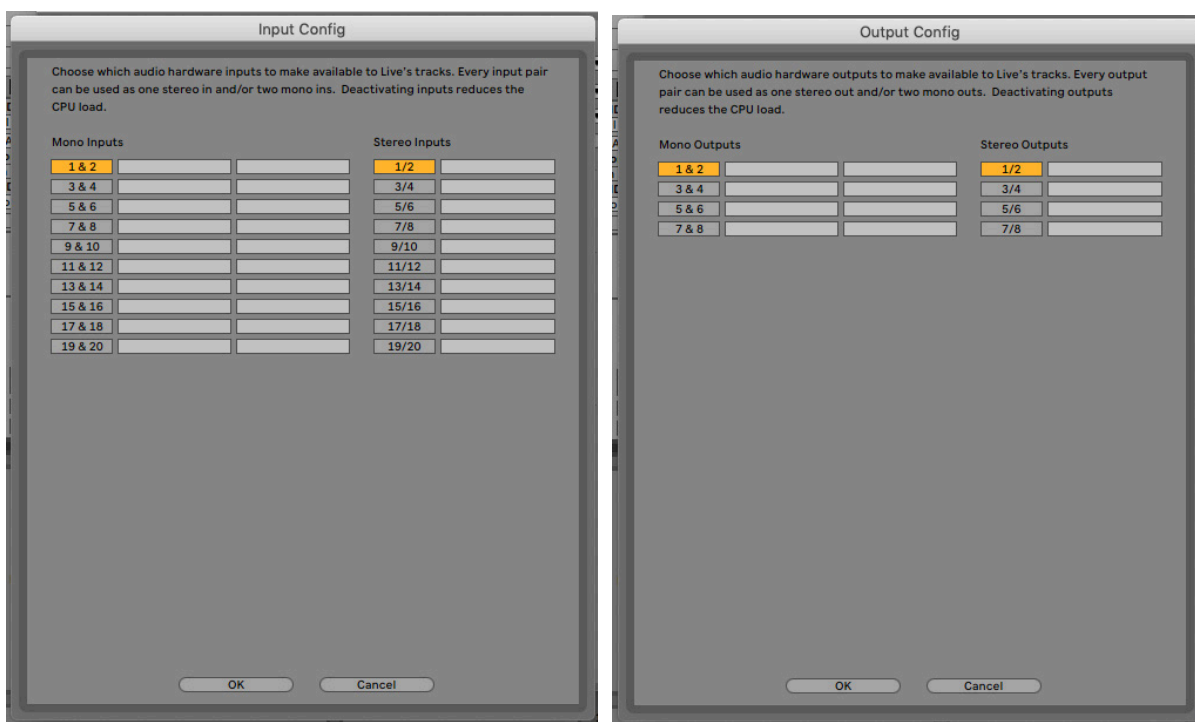 Input Config
Choose which audio hardware inputs to make available to Live's tracks. Every input pair
can be used as one stereo in and/or two mono ins.  Deactivating inputs reduces the
CPU load.
Mono Inputs Stereo Inputs
1 & 2 1/2
3 & 4 3/4
5 & 6 5/6
7 & 8 7/8
9 & 10 9/10
11 & 12 11/12
13 & 14 13/14
15 & 16 15/16
17 & 18 17/18
19 & 20 19/20
OK Cancel
Output Config
Choose which audio hardware outputs to make available to Live's tracks. Every output
pair can be used as one stereo out and/or two mono outs.  Deactivating outputs
reduces the CPU load.
Mono Outputs Stereo Outputs
1 & 2 1/2
3 & 4 3/4
5 & 6 5/6
7 & 8 7/8
OK Cancel